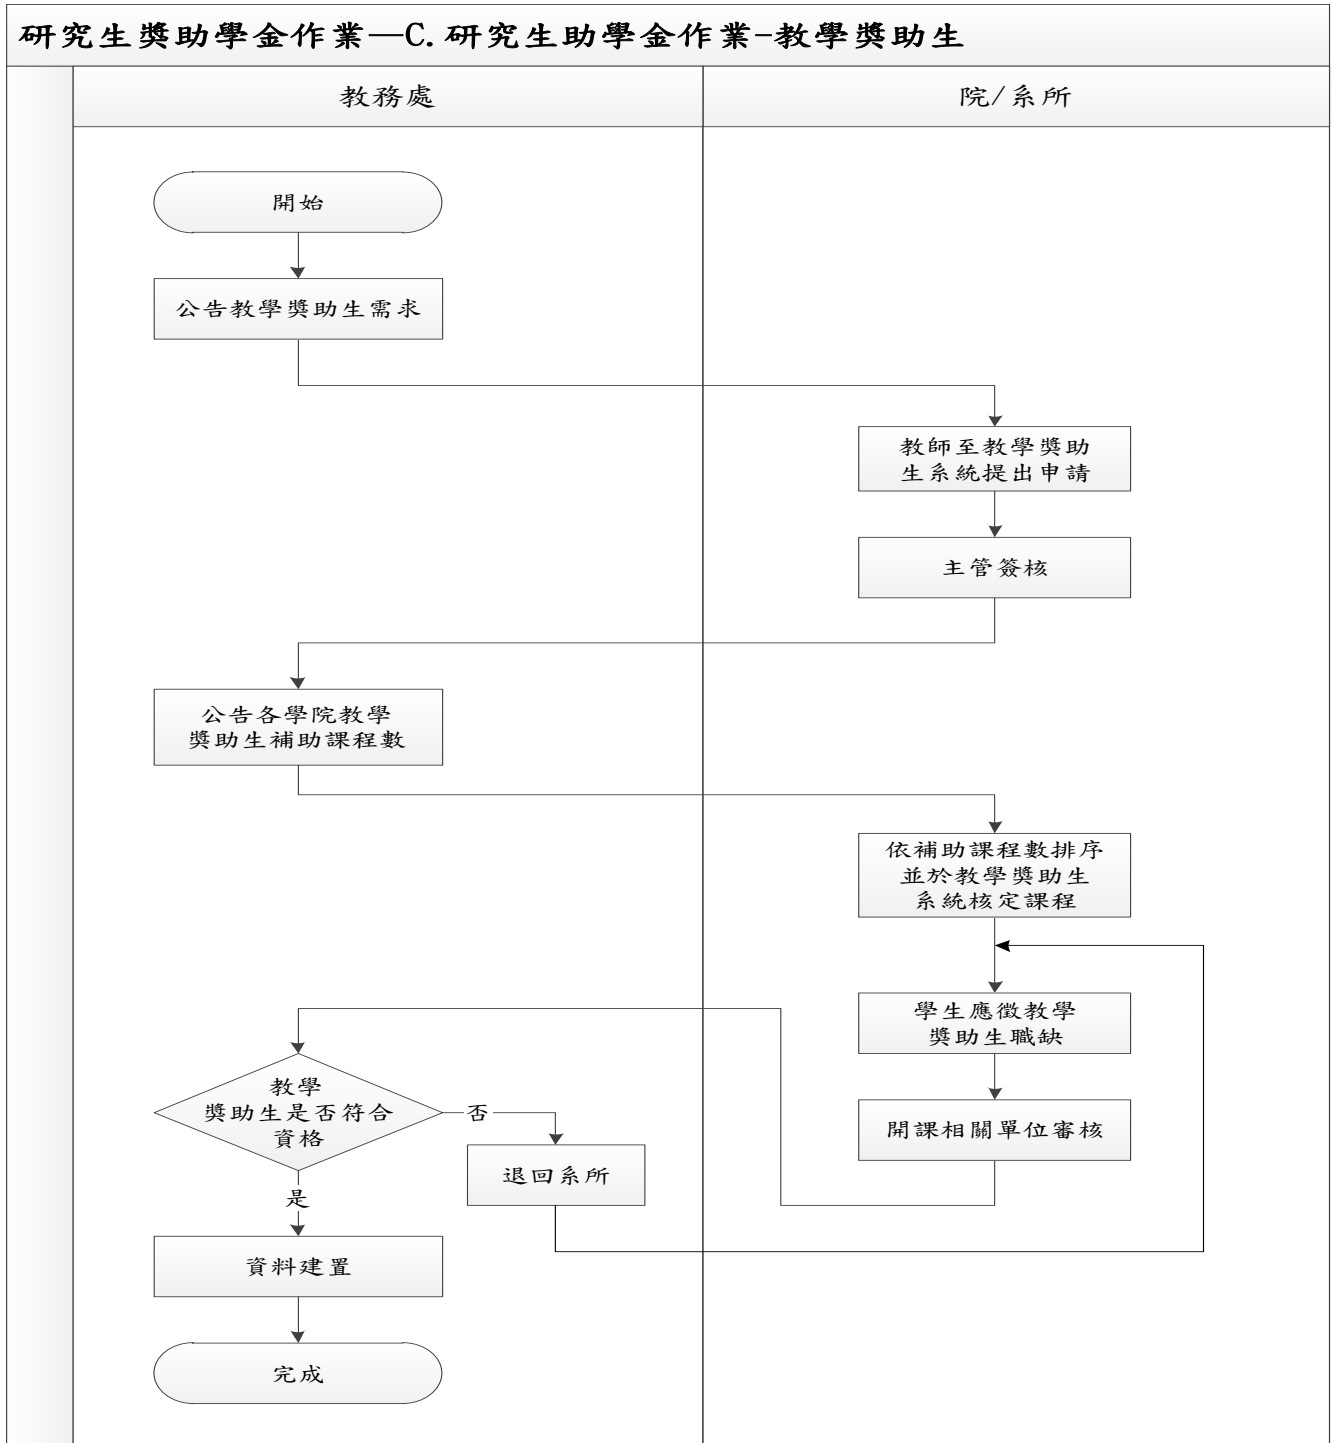 研究生獎助學金作業—C.研究生助學金作業-教學獎助生
教務處
院/系所
開始
公告教學獎助生需求
教師至教學獎助
生系統提出申請
主管簽核
公告各學院教學
獎助生補助課程數
依補助課程數排序
並於教學獎助生
系統核定課程
學生應徵教學
獎助生職缺
開課相關單位審核
教學
獎助生是否符合
資格
否
退回系所
是
資料建置
完成